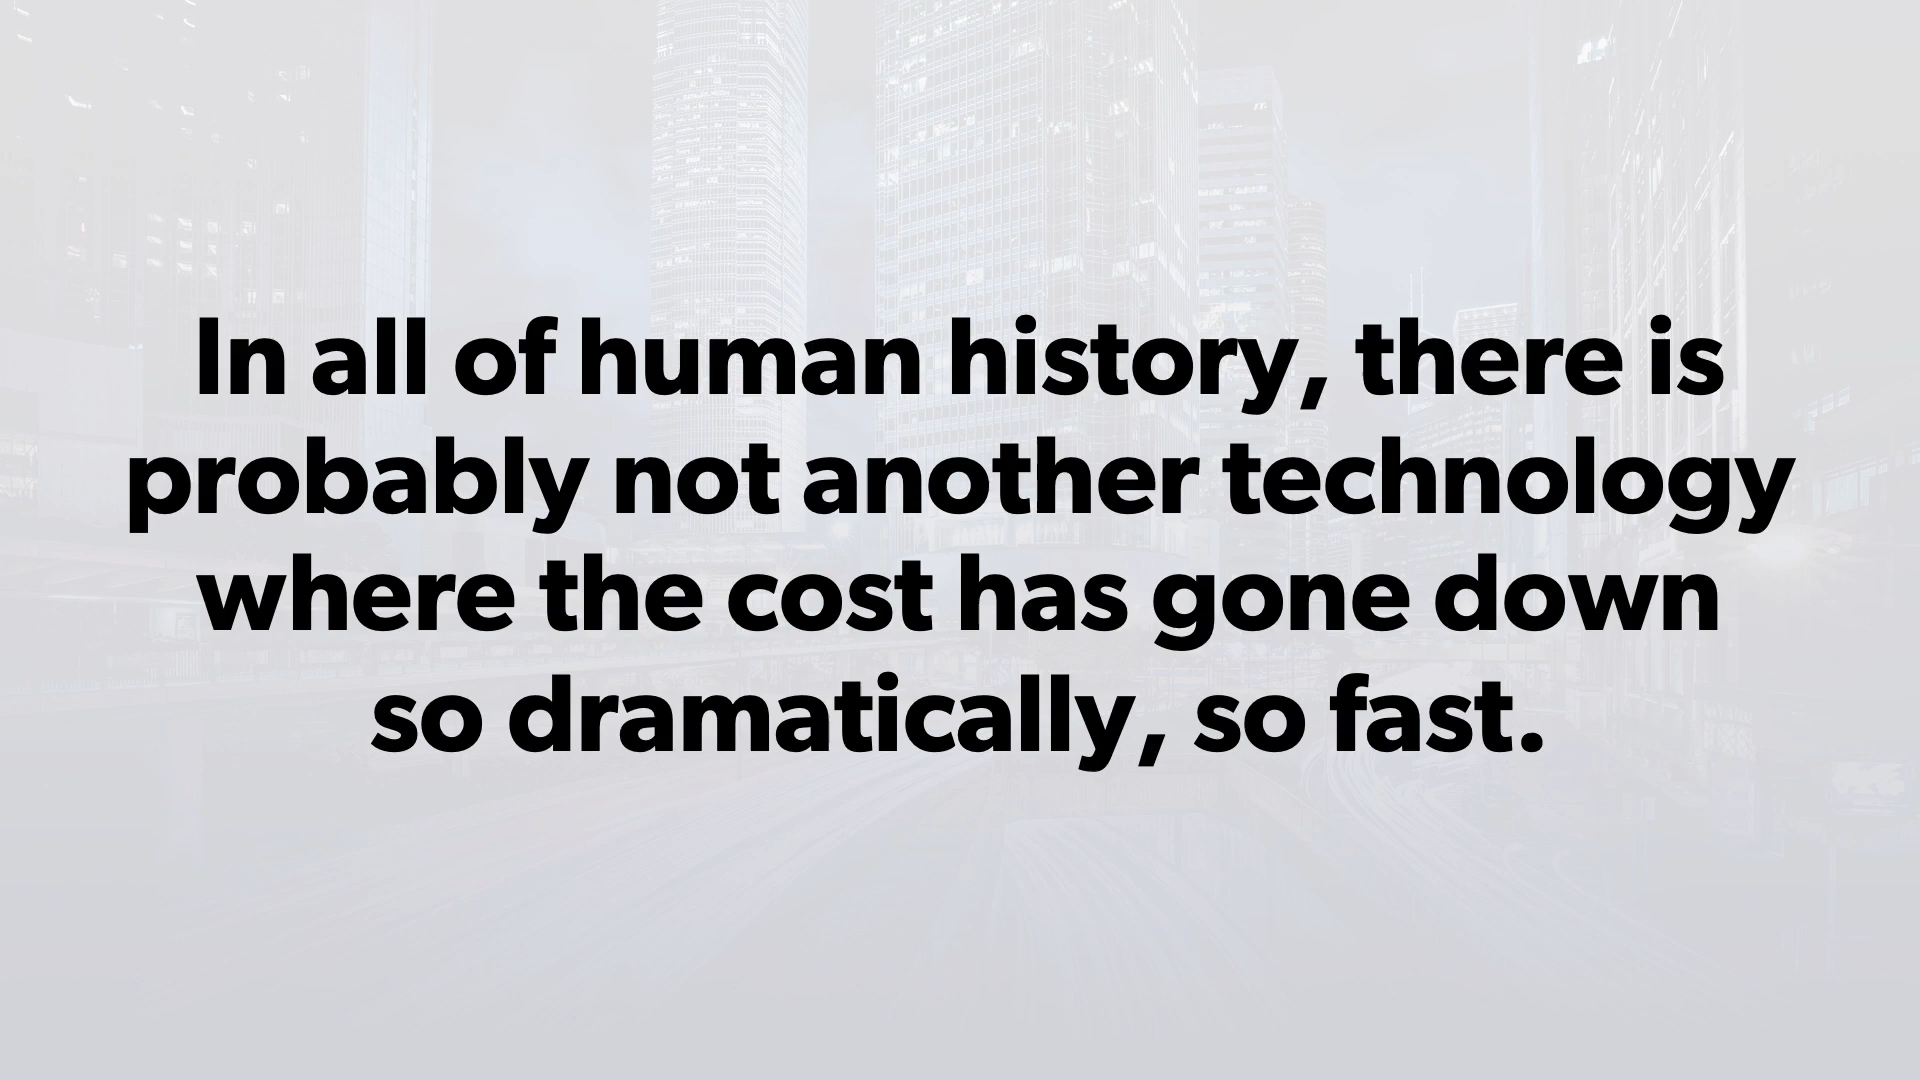 In all of human history, there is
probably not another technology
where the cost has gone down
so dramatically, so fast.